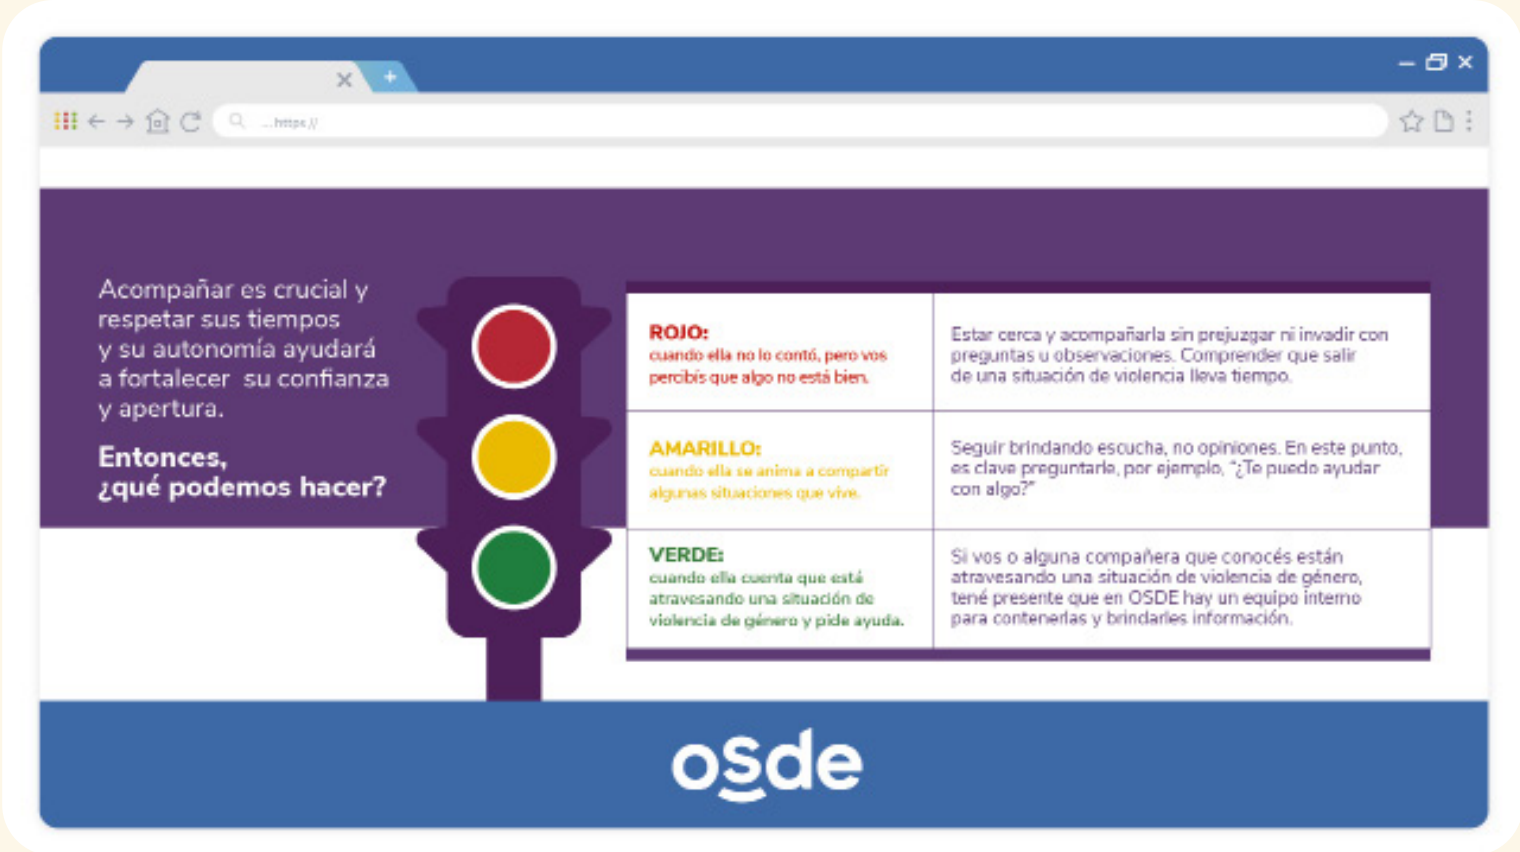 ...https//
Acompañar es crucial y
respetar sus tiempos
y su autonomía ayudará
a fortalecer su confianza
y apertura.
Entonces,
¿qué podemos hacer?
ROJO:
cuando ella no lo contó, pero vos
percibís que algo no está bien.
Estar cerca y acompañarla sin prejuzgar ni invadir con
preguntas u observaciones. Comprender que salir
de una situación de violencia lleva tiempo.
AMARILLO:
cuando ella se anima a compartir
algunas situaciones que vive.
Seguir brindando escucha, no opiniones. En este punto,
es clave preguntarle, por ejemplo, “¿Te puedo ayudar
con algo?”
VERDE:
cuando ella cuenta que está
atravesando una situación de
violencia de género y pide ayuda.
Si vos o alguna compañera que conocés están
atravesando una situación de violencia de género,
tené presente que en OSDE hay un equipo interno
para contenerlas y brindarles información.
osde